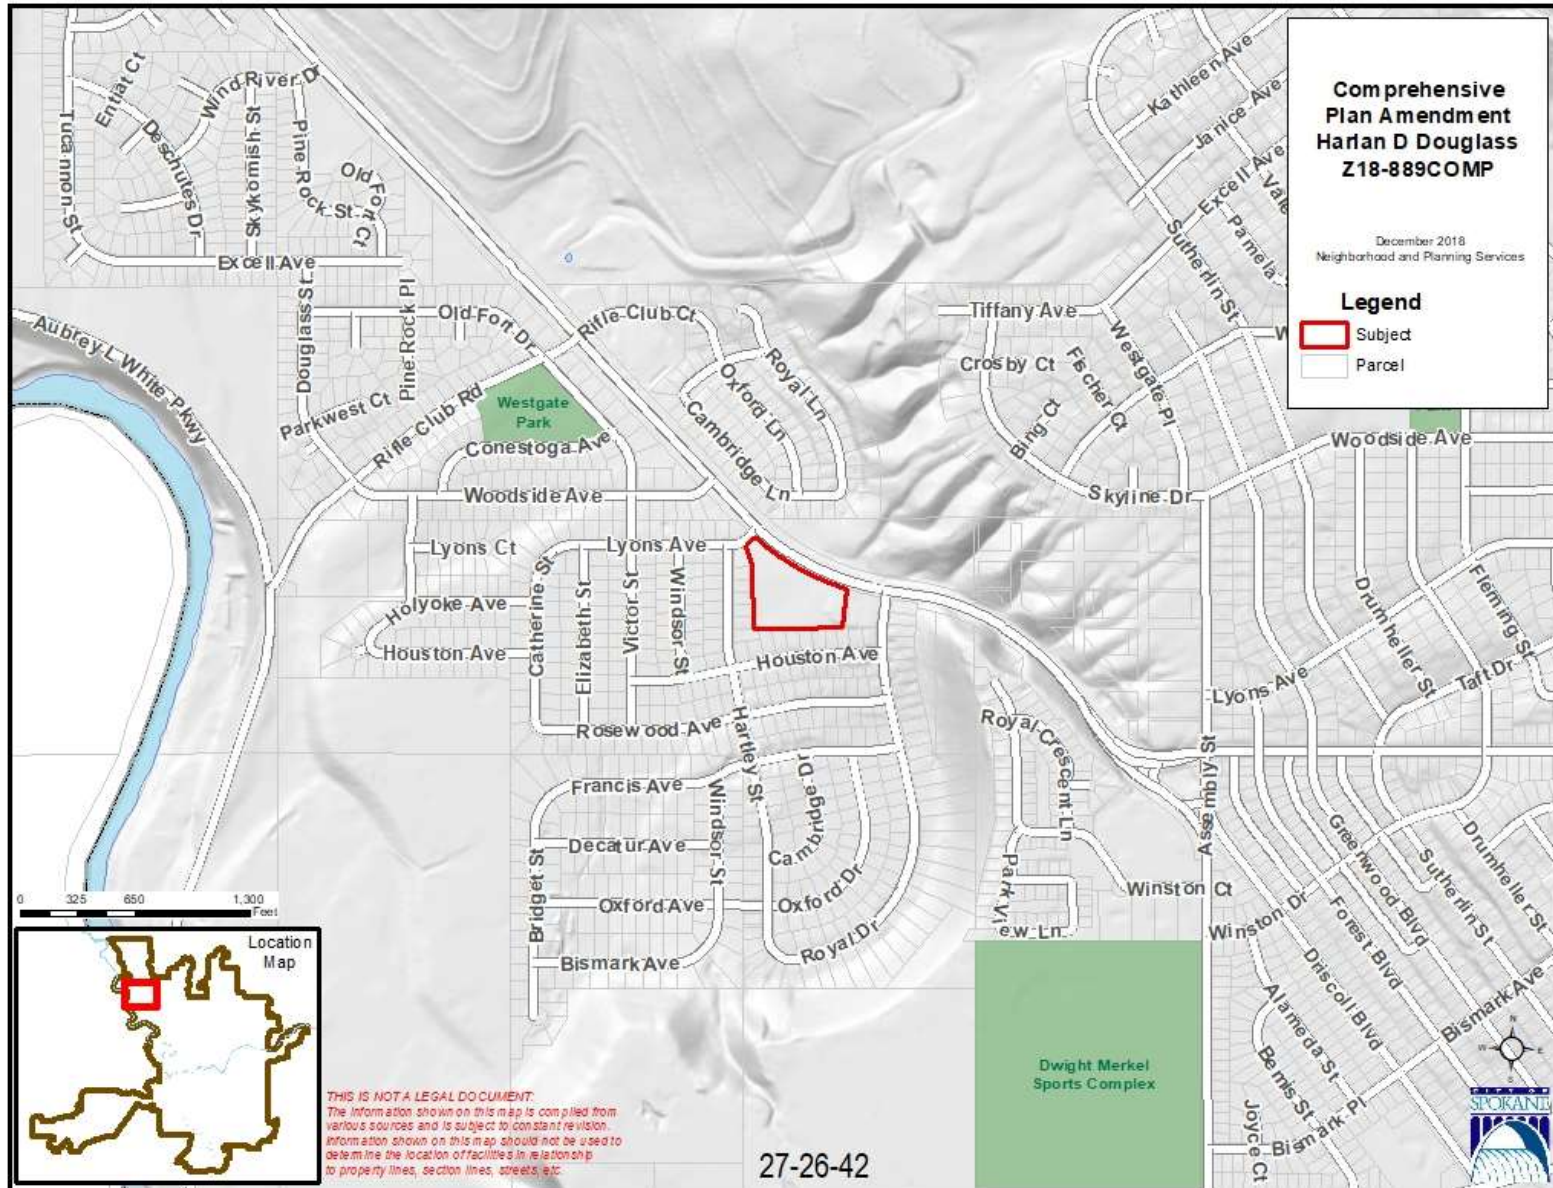 Comprehensive
Plan Amendment
Harlan D Douglass
Z18-889COMP
December 2018
Neighborhood and Planning Services
Legend
Subject
Parcel
Tucannon St
Entiat Ct
Deschutes Dr
Wind River Dr
Skykomish St
Pine Rock St
Old Fort Ct
Excell Ave
Kathleen Ave
Janice Ave
Excell Ave
Pamela
Sutherlin St
Aubrey L White Pkwy
Douglass St
Pine Rock Pl
Old Fort Dr
Rifle Club Ct
Parkwest Ct
Rifle Club Rd
Westgate
Park
Conestoga Ave
Woodside Ave
Royal Ln
Oxford Ln
Cambridge Ln
Tiffany Ave
Crosby Ct
Fischer Ct
Westgate Pl
Bing Ct
Skyline Dr
Woodside Ave
Lyons Ct
Lyons Ave
Holyoke Ave
Houston Ave
Catherine St
Elizabeth St
Victor St
Windsor St
Houston Ave
Rosewood Ave
Hartley St
Francis Ave
Decatur Ave
Windsor St
Cambridge Dr
Oxford Ave
Oxford Dr
Bridget St
Bismark Ave
Royal Dr
Royal Crescent Ln
Park View Ln
Winston Ct
Assembly St
Lyons Ave
Drumheller St
Fleming St
Taft Dr
Greenwood Blvd
Sutherlin St
Drumheller St
Winston Dr
Forest Blvd
Driscoll Blvd
Alameda St
Bemis St
Bismark Ave
Bismark Pl
Joyce Ct
Dwight Merkel
Sports Complex
0 325 650 1,300
Feet
Location
Map
THIS IS NOT A LEGAL DOCUMENT:
The information shown on this map is compiled from
various sources and is subject to constant revision.
Information shown on this map should not be used to
determine the location of facilities in relationship
to property lines, section lines, streets, etc.
27-26-42
N
W
E
S
CITY OF
SPOKANE